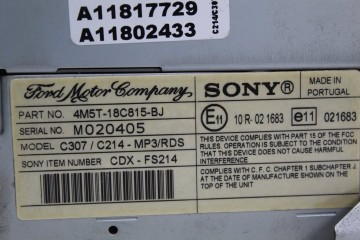 A11817729
A11802433
C214/C30
Ford Motor Company
SONY®
MADE IN
PORTUGAL
PART NO. 4M5T-18C815-BJ
E11 10 R- 02 1683 e11 021683
SERIAL NO.
M020405
THIS DEVICE COMPLIES WITH PART 15 OF THE FCC
RULES. OPERATION IS SUBJECT TO THE CONDITION
THAT THIS DEVICE DOES NOT CAUSE HARMFUL
INTERFERENCE.
MODEL C307 / C214 - MP3/RDS
SONY ITEM NUMBER CDX - FS214
COMPLIES WITH C. F. C. CHAPTER 1 SUBCHAPTER J
AT DATE OF MANUFACTURE AS SHOWN ON THE
TOP OF THE UNIT